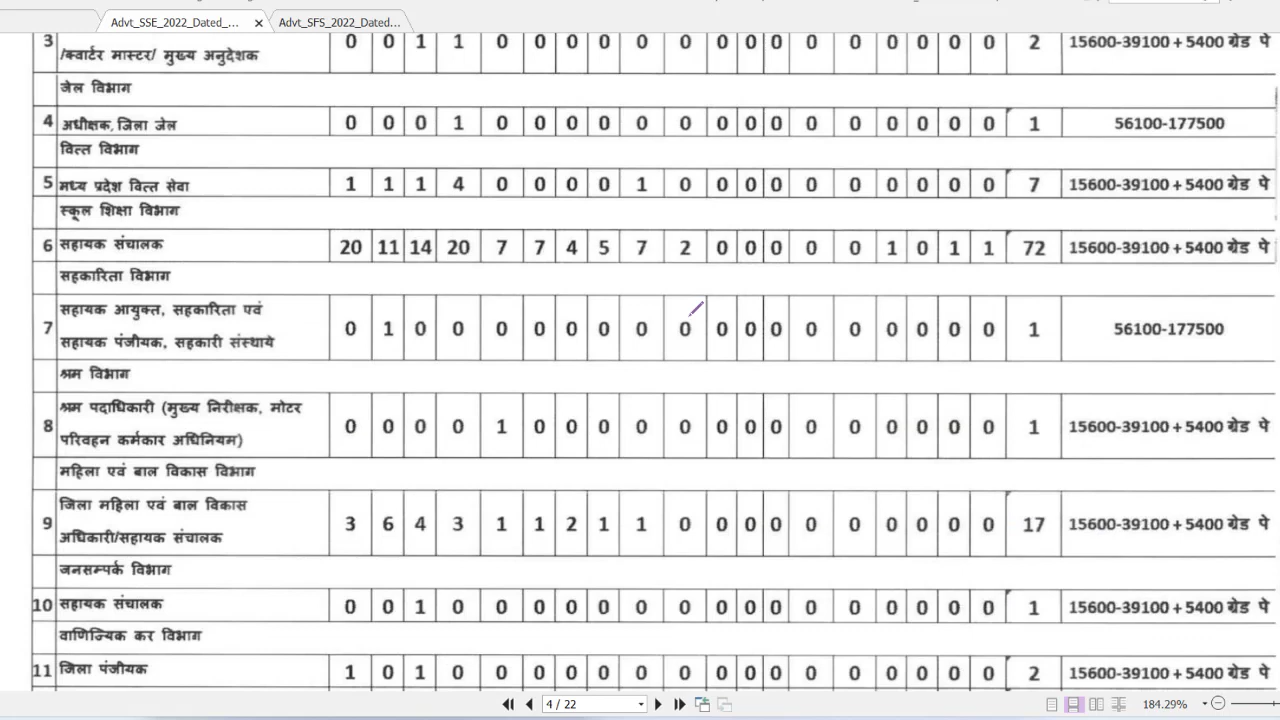 Advt_SSE_2022_Dated_... × Advt_SFS_2022_Dated...
3 /क्वार्टर मास्टर/ मुख्य अनुदेशक 0 0 1 1 0 0 0 0 0 0 0 0 0 0 0 0 0 0 0 2 15600-39100 + 5400 ग्रेड पे
जेल विभाग
4 अधीक्षक, जिला जेल 0 0 0 1 0 0 0 0 0 0 0 0 0 0 0 0 0 0 0 1 56100-177500
वित्त विभाग
5 मध्य प्रदेश वित्त सेवा 1 1 1 4 0 0 0 0 1 0 0 0 0 0 0 0 0 0 0 7 15600-39100 + 5400 ग्रेड पे
स्कूल शिक्षा विभाग
6 सहायक संचालक 20 11 14 20 7 7 4 5 7 2 0 0 0 0 0 1 0 1 1 72 15600-39100 + 5400 ग्रेड पे
सहकारिता विभाग
सहायक आयुक्त, सहकारिता एवं
7 0 1 0 0 0 0 0 0 0 0 0 0 0 0 0 0 0 0 0 1 56100-177500
सहायक पंजीयक, सहकारी संस्थाये
श्रम विभाग
श्रम पदाधिकारी (मुख्य निरीक्षक, मोटर
8 0 0 0 0 1 0 0 0 0 0 0 0 0 0 0 0 0 0 0 1 15600-39100 + 5400 ग्रेड पे
परिवहन कर्मकार अधिनियम)
महिला एवं बाल विकास विभाग
जिला महिला एवं बाल विकास
9 3 6 4 3 1 1 2 1 1 0 0 0 0 0 0 0 0 0 0 17 15600-39100 + 5400 ग्रेड पे
अधिकारी/सहायक संचालक
जनसम्पर्क विभाग
10 सहायक संचालक 0 0 1 0 0 0 0 0 0 0 0 0 0 0 0 0 0 0 0 1 15600-39100 + 5400 ग्रेड पे
वाणिज्यिक कर विभाग
11 जिला पंजीयक 1 0 1 0 0 0 0 0 0 0 0 0 0 0 0 0 0 0 0 2 15600-39100 + 5400 ग्रेड पे
4 / 22 184.29%